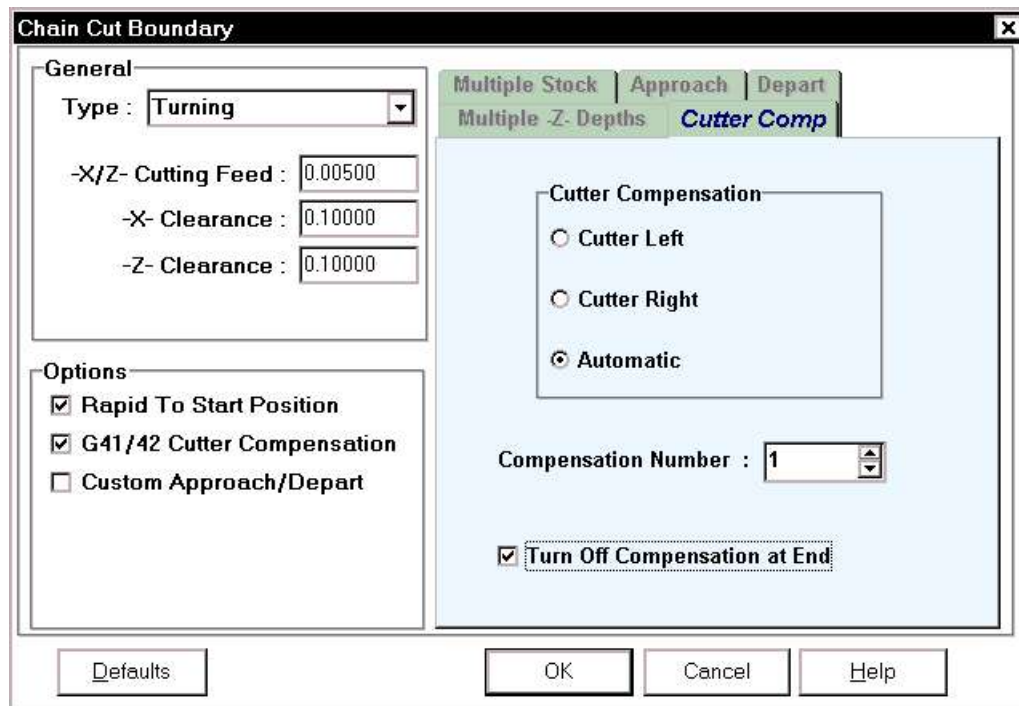 Chain Cut Boundary
General
Type : Turning
-X/Z- Cutting Feed : 0.00500
-X- Clearance : 0.10000
-Z- Clearance : 0.10000
Options
Rapid To Start Position
G41/42 Cutter Compensation
Custom Approach/Depart
Multiple Stock Approach Depart
Multiple -Z- Depths Cutter Comp
Cutter Compensation
Cutter Left
Cutter Right
Automatic
Compensation Number : 1
Turn Off Compensation at End
Defaults OK Cancel Help